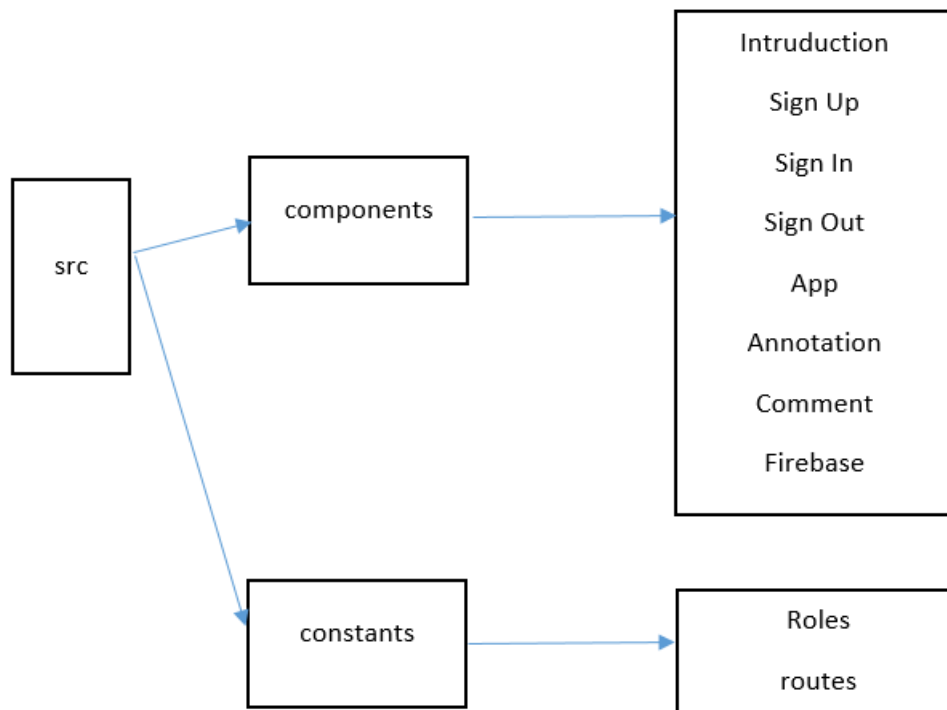 src
components
Intruduction
Sign Up
Sign In
Sign Out
App
Annotation
Comment
Firebase
constants
Roles
routes